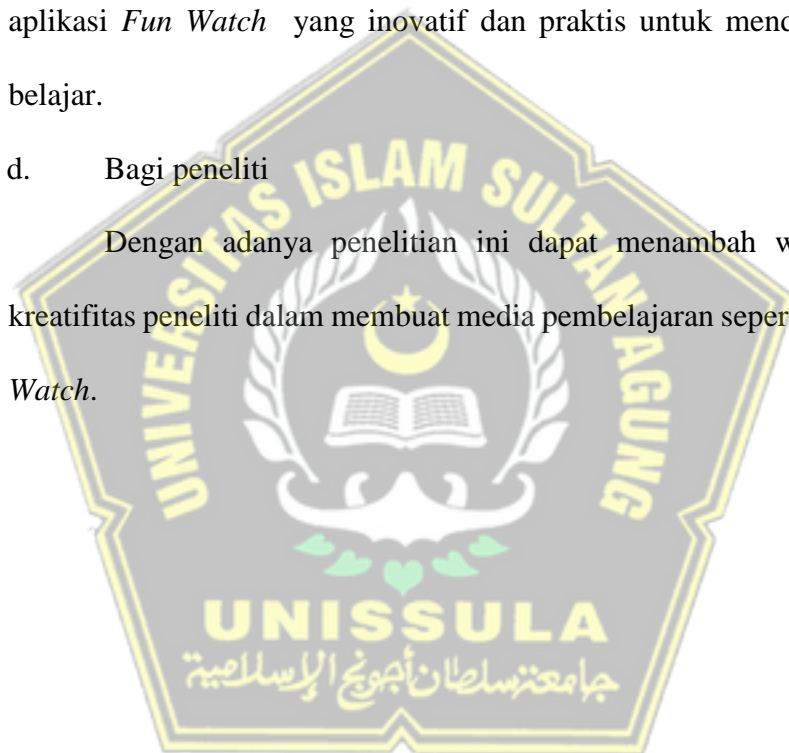 aplikasi Fun Watch yang inovatif dan praktis untuk mend
belajar.
d. Bagi peneliti
Dengan adanya penelitian ini dapat menambah w
kreatifitas peneliti dalam membuat media pembelajaran seper
Watch.
UNIVERSITAS ISLAM SULTAN AGUNG
UNISSULA
جامعة سلطان أجونج الإسلامية